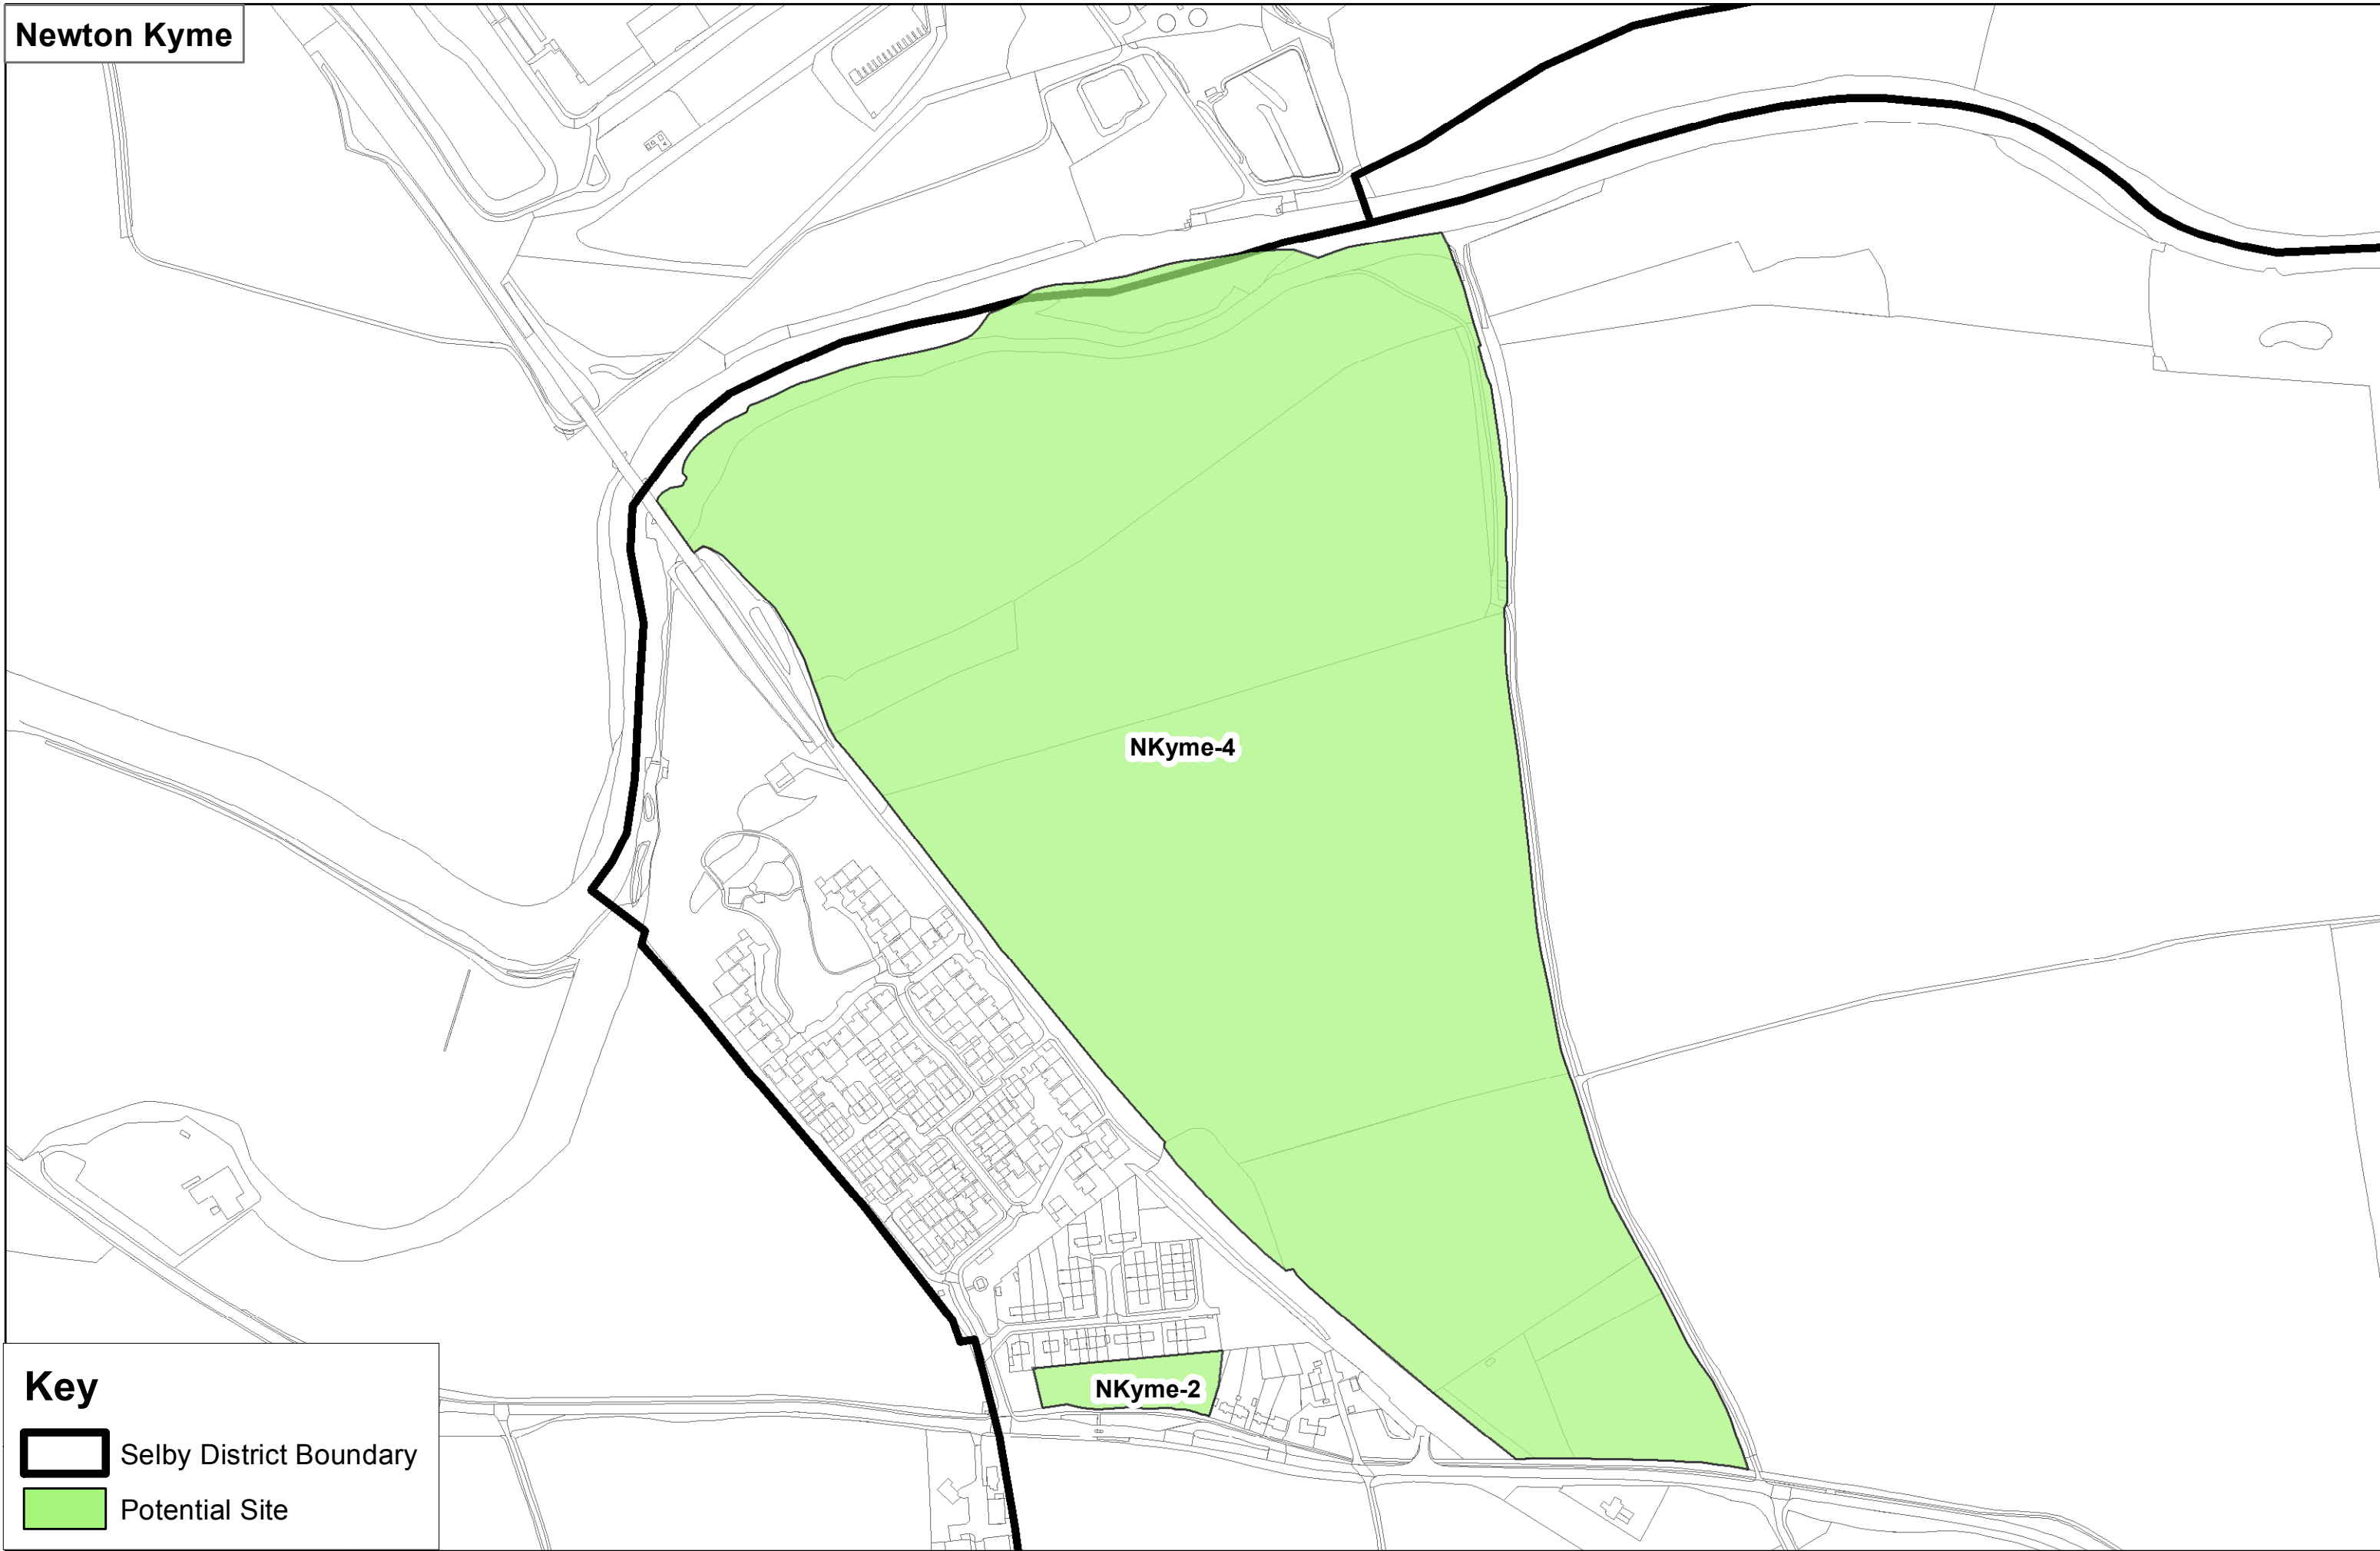 Newton Kyme
NKyme-4
NKyme-2
Key
Selby District Boundary
Potential Site